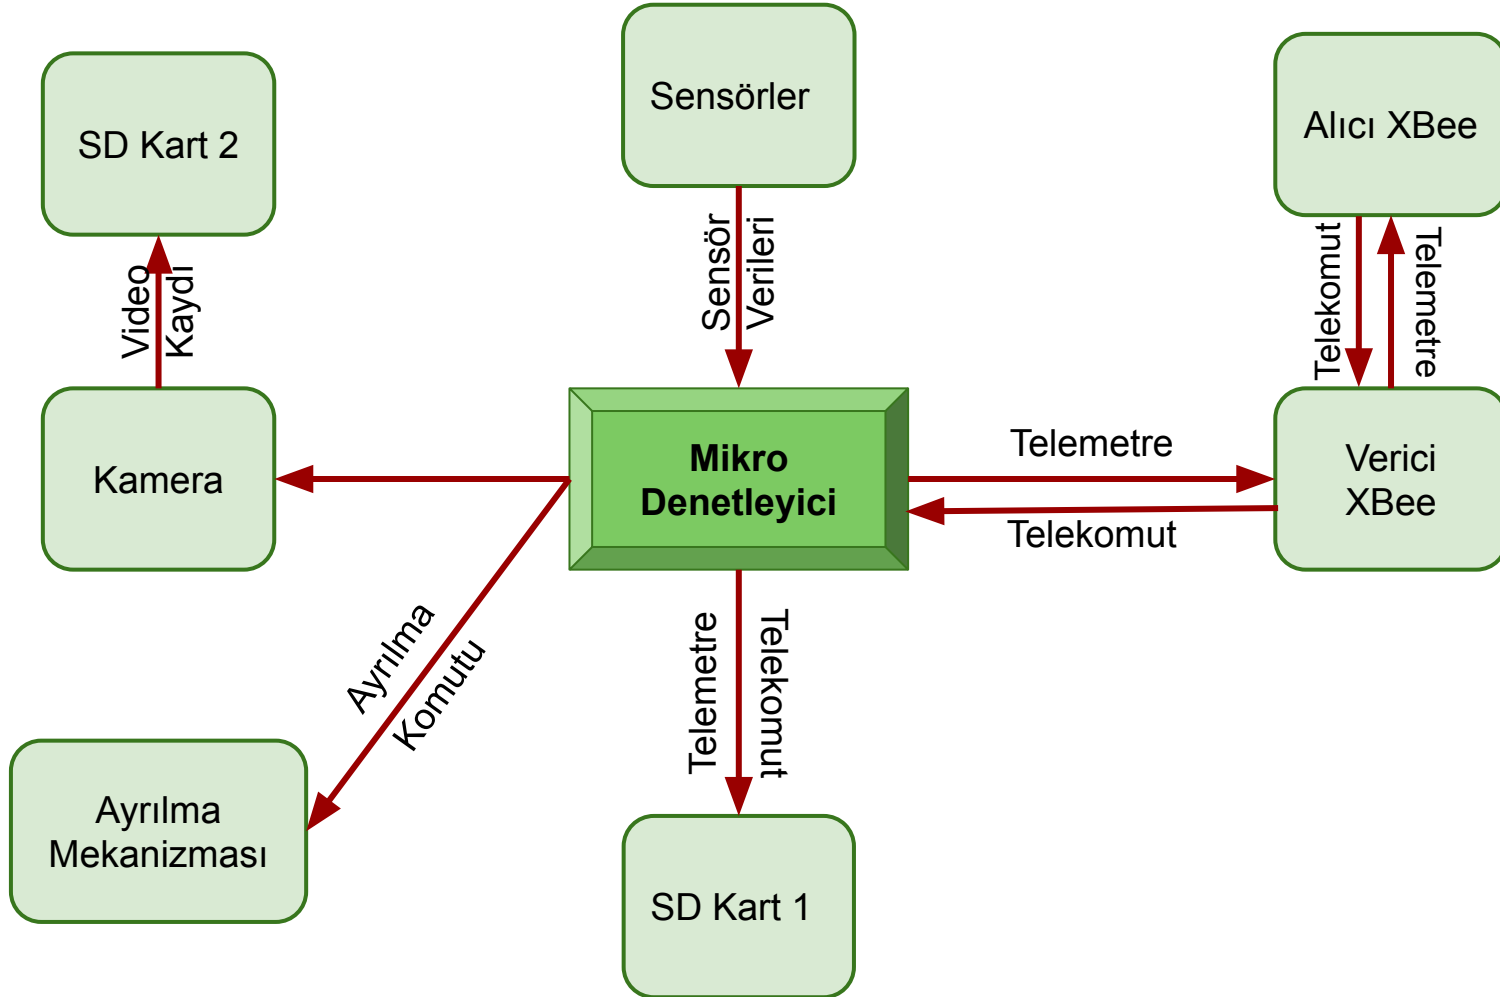 Sensörler
SD Kart 2
Alıcı XBee
Sensör
Verileri
Video
Kaydı
Telekomut
Telemetre
Kamera
Mikro
Denetleyici
Telemetre
Telekomut
Verici
XBee
Ayrılma
Komutu
Telemetre
Telekomut
Ayrılma
Mekanizması
SD Kart 1